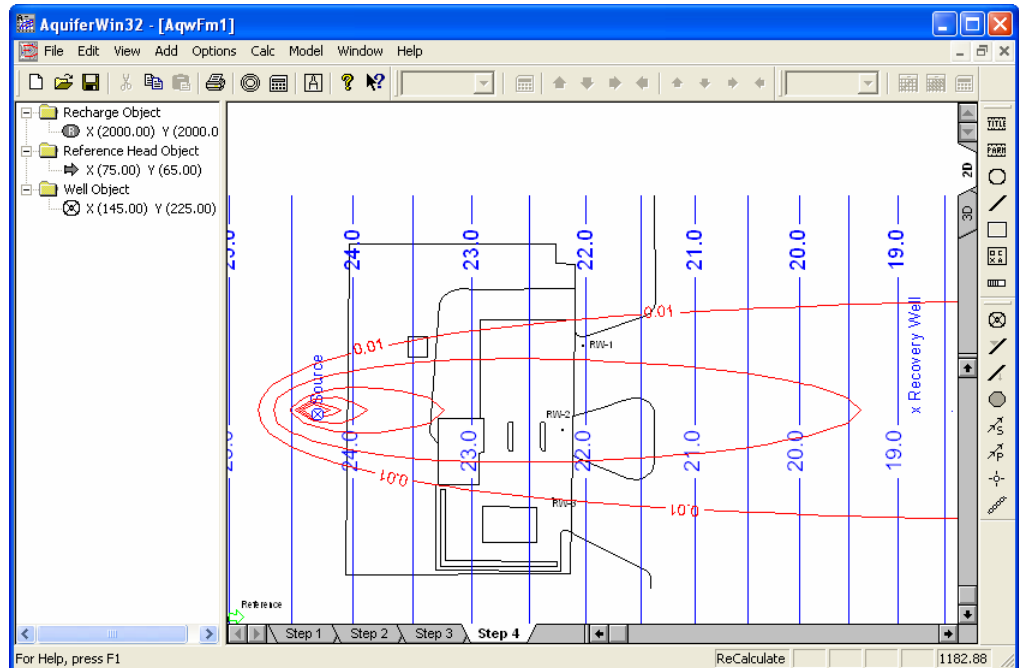 AquiferWin32 - [AqwFm1]
File Edit View Add Options Calc Model Window Help
Recharge Object
R X (2000.00) Y (2000.0
Reference Head Object
X (75.00) Y (65.00)
Well Object
X (145.00) Y (225.00)
TITLE
PARM
2D
3D
24.0 23.0 22.0 21.0 20.0 19.0
0.01
0.01
RW-1
Source
x Recovery Well
RW-2
24.0 23.0 22.0 21.0 20.0 19.0
0.01
0.01
Reference
S
P
Step 1 Step 2 Step 3 Step 4
For Help, press F1
ReCalculate
1182.88